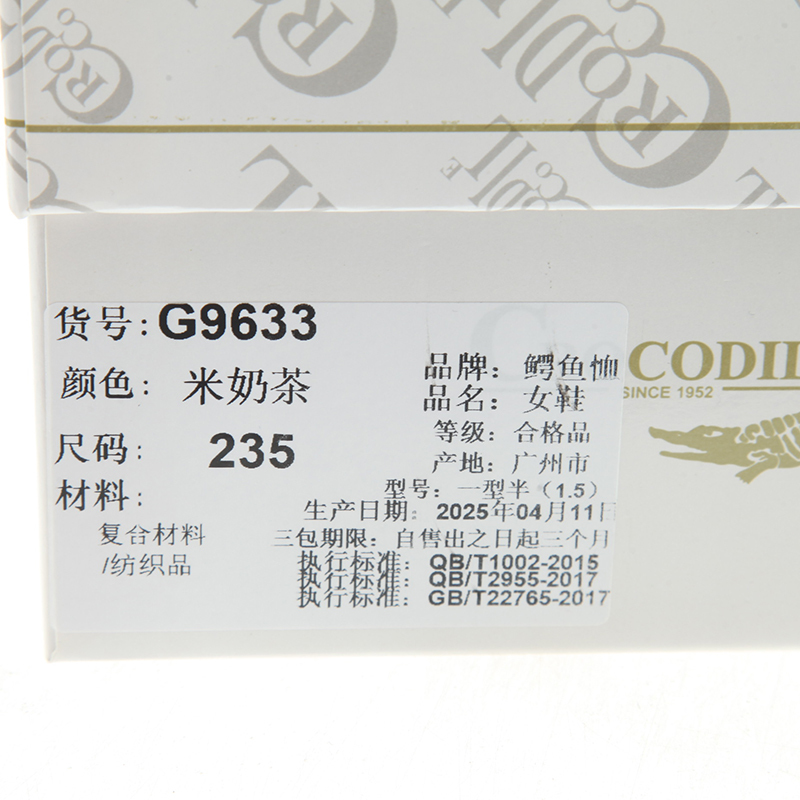 CROCODILE
货号:G9633
颜色: 米奶茶
尺码: 235
材料:
复合材料
/纺织品
品牌: 鳄鱼恤
品名: 女鞋
等级: 合格品
产地: 广州市
型号: 一型半（1.5）
生产日期: 2025年04月11日
三包期限: 自售出之日起三个月
执行标准: QB/T1002-2015
执行标准: QB/T2955-2017
执行标准: GB/T22765-2017
CODIL
SINCE 1952